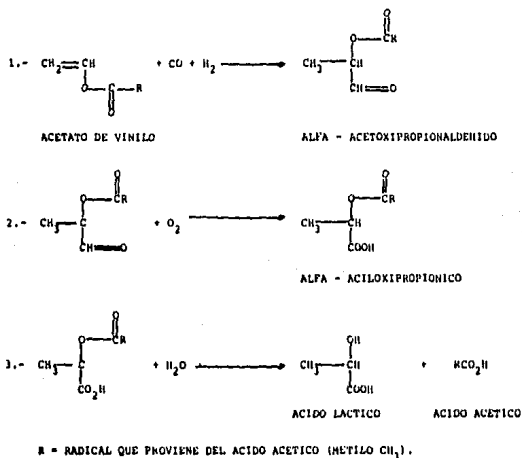 O
CR
O
1.- CH2=CH + CO + H2 → CH3 CH
O C R CH=O
O
ACETATO DE VINILO ALFA - ACETOXIPROPIONALDEHIDO
O O
O CR O CR
2.- CH3 C + O2 → CH3 CH
CH=O COOH
ALFA - ACILOXIPROPIONICO
O
O CR OH
3.- CH3 C + H2O → CH3 CH + RCO2H
CO2H COOH
ACIDO LACTICO ACIDO ACETICO
R = RADICAL QUE PROVIENE DEL ACIDO ACETICO (METILO CH3).